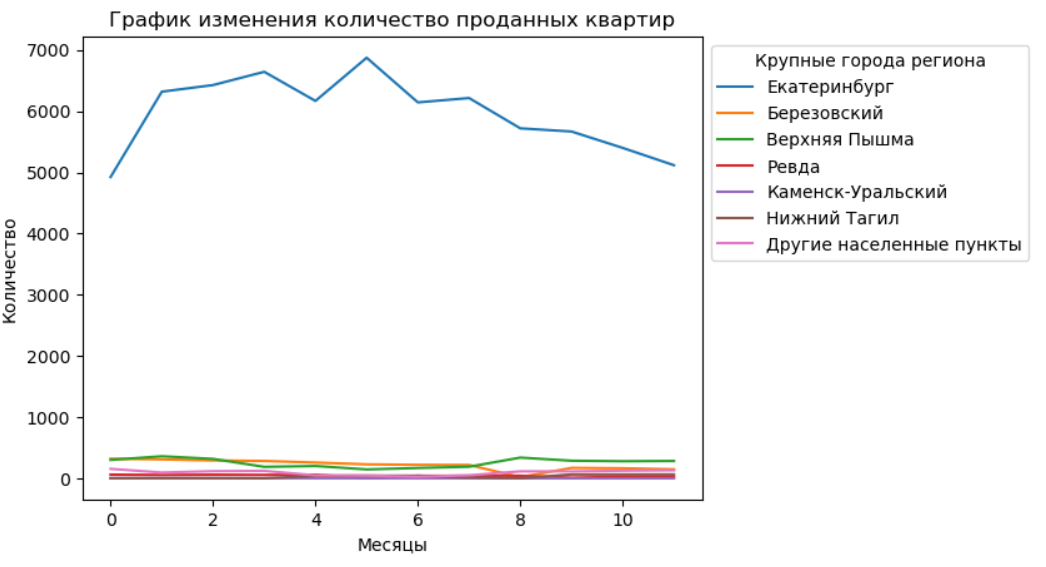 График изменения количество проданных квартир
Количество
7000
6000
5000
4000
3000
2000
1000
0
0 2 4 6 8 10
Месяцы
Крупные города региона
Екатеринбург
Березовский
Верхняя Пышма
Ревда
Каменск-Уральский
Нижний Тагил
Другие населенные пункты